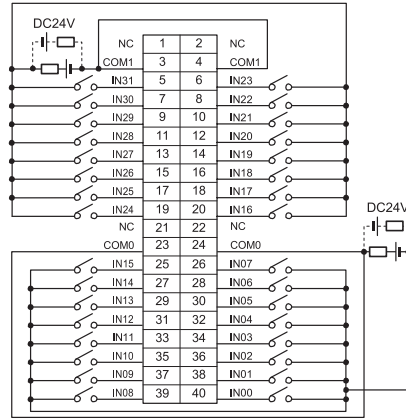 DC24V
NC 1 2 NC
COM1 3 4 COM1
IN31 5 6 IN23
IN30 7 8 IN22
IN29 9 10 IN21
IN28 11 12 IN20
IN27 13 14 IN19
IN26 15 16 IN18
IN25 17 18 IN17
IN24 19 20 IN16
DC24V
NC 21 22 NC
COM0 23 24 COM0
IN15 25 26 IN07
IN14 27 28 IN06
IN13 29 30 IN05
IN12 31 32 IN04
IN11 33 34 IN03
IN10 35 36 IN02
IN09 37 38 IN01
IN08 39 40 IN00